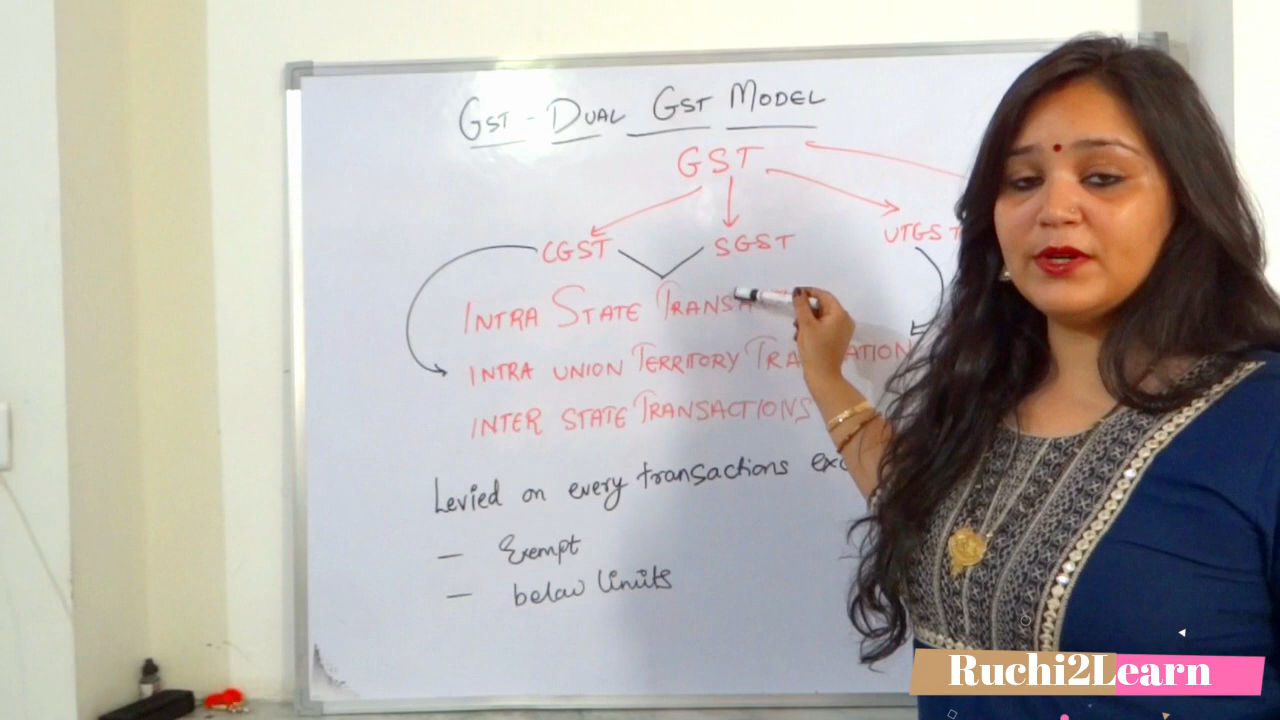 GST - DUAL GST MODEL
GST
CGST SGST UTGST
INTRA STATE
INTRA UNION TERRITORY
INTER STATE TRANSACTIONS
Levied on every transactions
- Exempt
- below limits
Ruchi2Learn